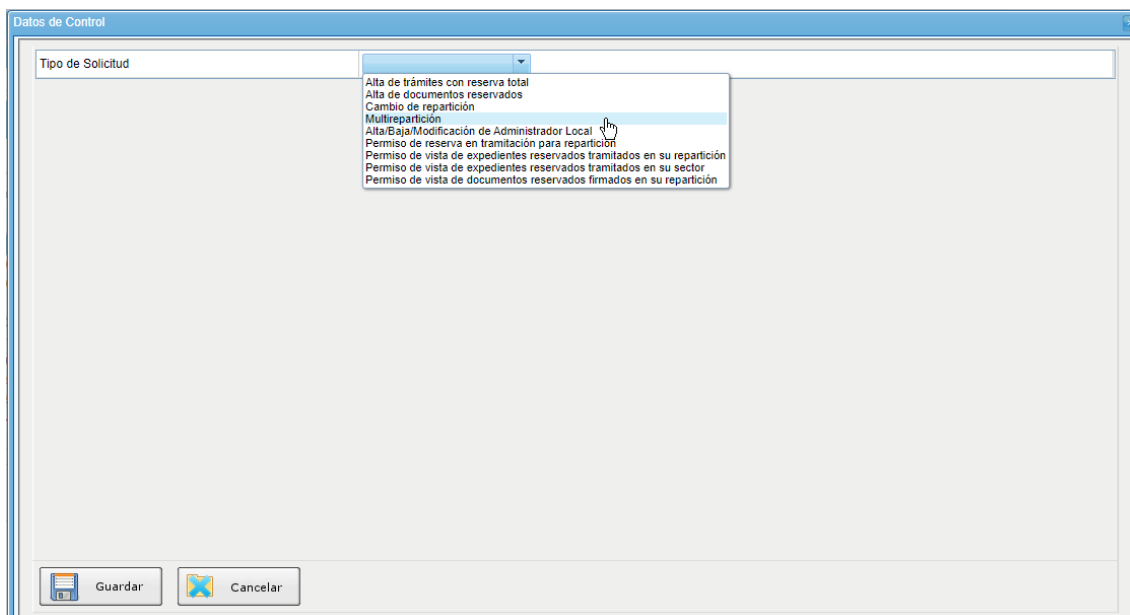 Datos de Control
Tipo de Solicitud
Alta de trámites con reserva total
Alta de documentos reservados
Cambio de repartición
Multirepartición
Alta/Baja/Modificación de Administrador Local
Permiso de reserva en tramitación para repartición
Permiso de vista de expedientes reservados tramitados en su repartición
Permiso de vista de expedientes reservados tramitados en su sector
Permiso de vista de documentos reservados firmados en su repartición
Guardar
Cancelar